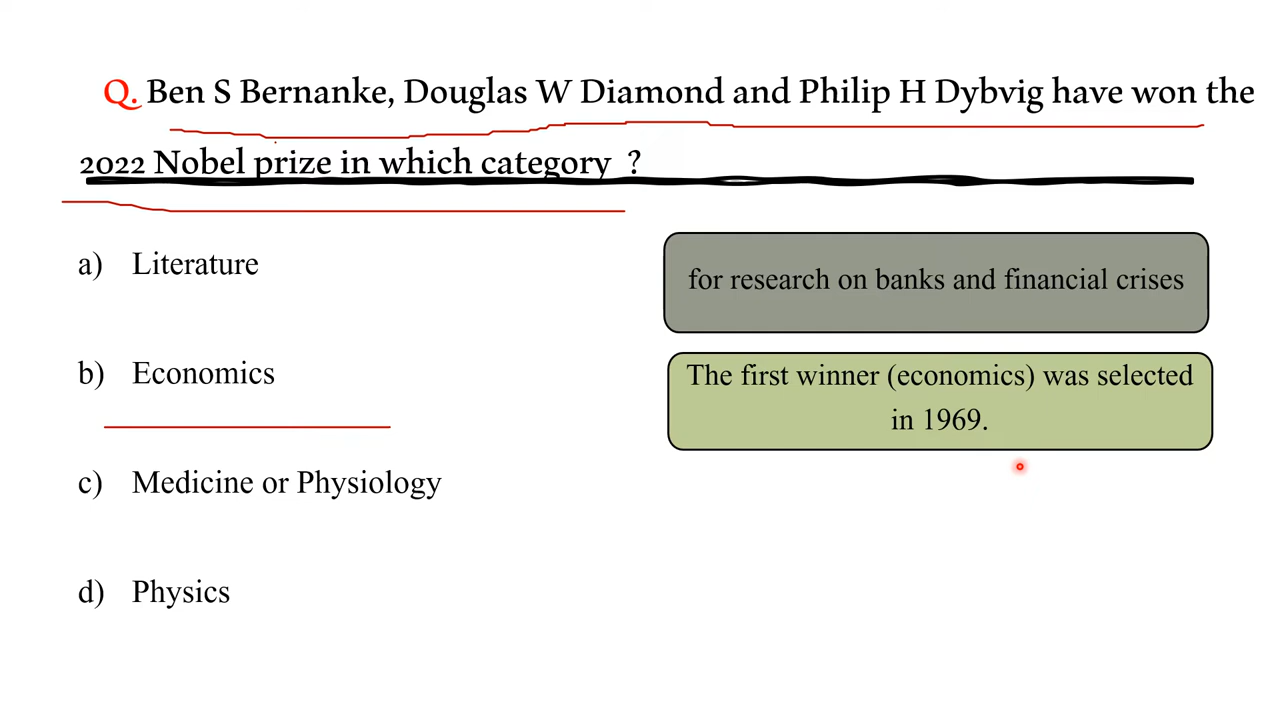 Q. Ben S Bernanke, Douglas W Diamond and Philip H Dybvig have won the
2022 Nobel prize in which category ?
a) Literature
b) Economics
c) Medicine or Physiology
d) Physics
for research on banks and financial crises
The first winner (economics) was selected
in 1969.